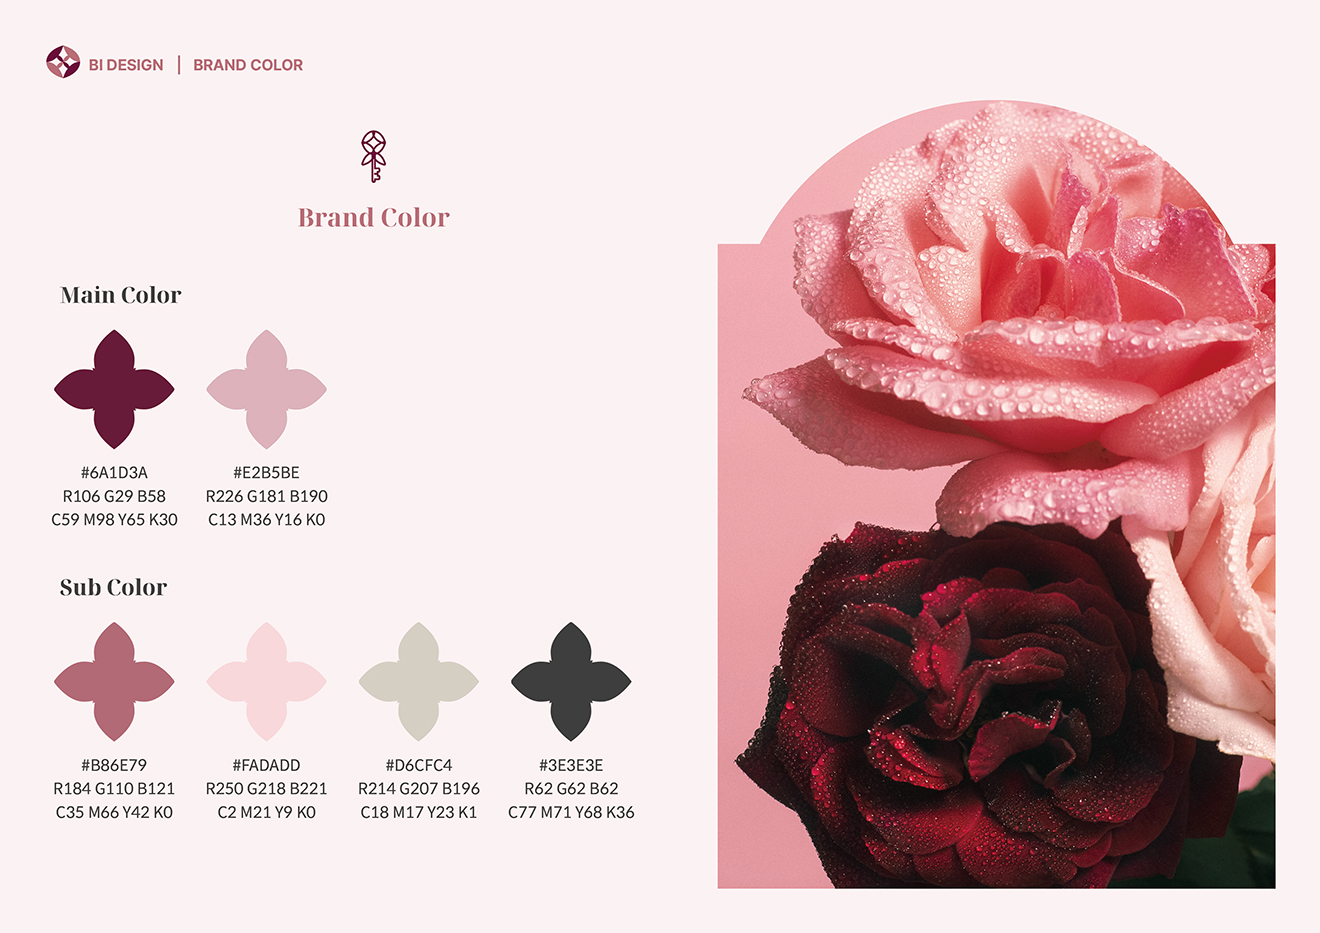 BI DESIGN | BRAND COLOR
Brand Color
Main Color
#6A1D3A
R106 G29 B58
C59 M98 Y65 K30
#E2B5BE
R226 G181 B190
C13 M36 Y16 K0
Sub Color
#B86E79
R184 G110 B121
C35 M66 Y42 K0
#FADADD
R250 G218 B221
C2 M21 Y9 K0
#D6CFC4
R214 G207 B196
C18 M17 Y23 K1
#3E3E3E
R62 G62 B62
C77 M71 Y68 K36